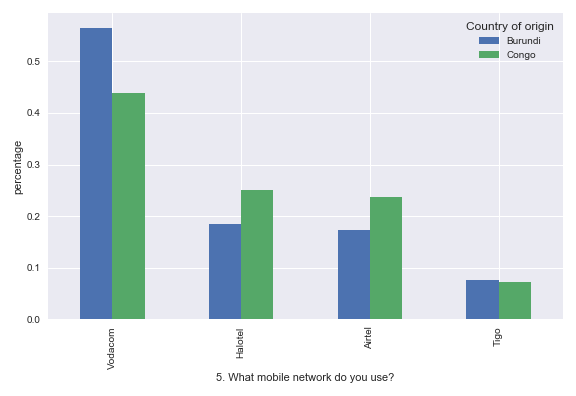 Country of origin
Burundi
Congo
percentage
0.5
0.4
0.3
0.2
0.1
0.0
Vodacom
Halotel
Airtel
Tigo
5. What mobile network do you use?